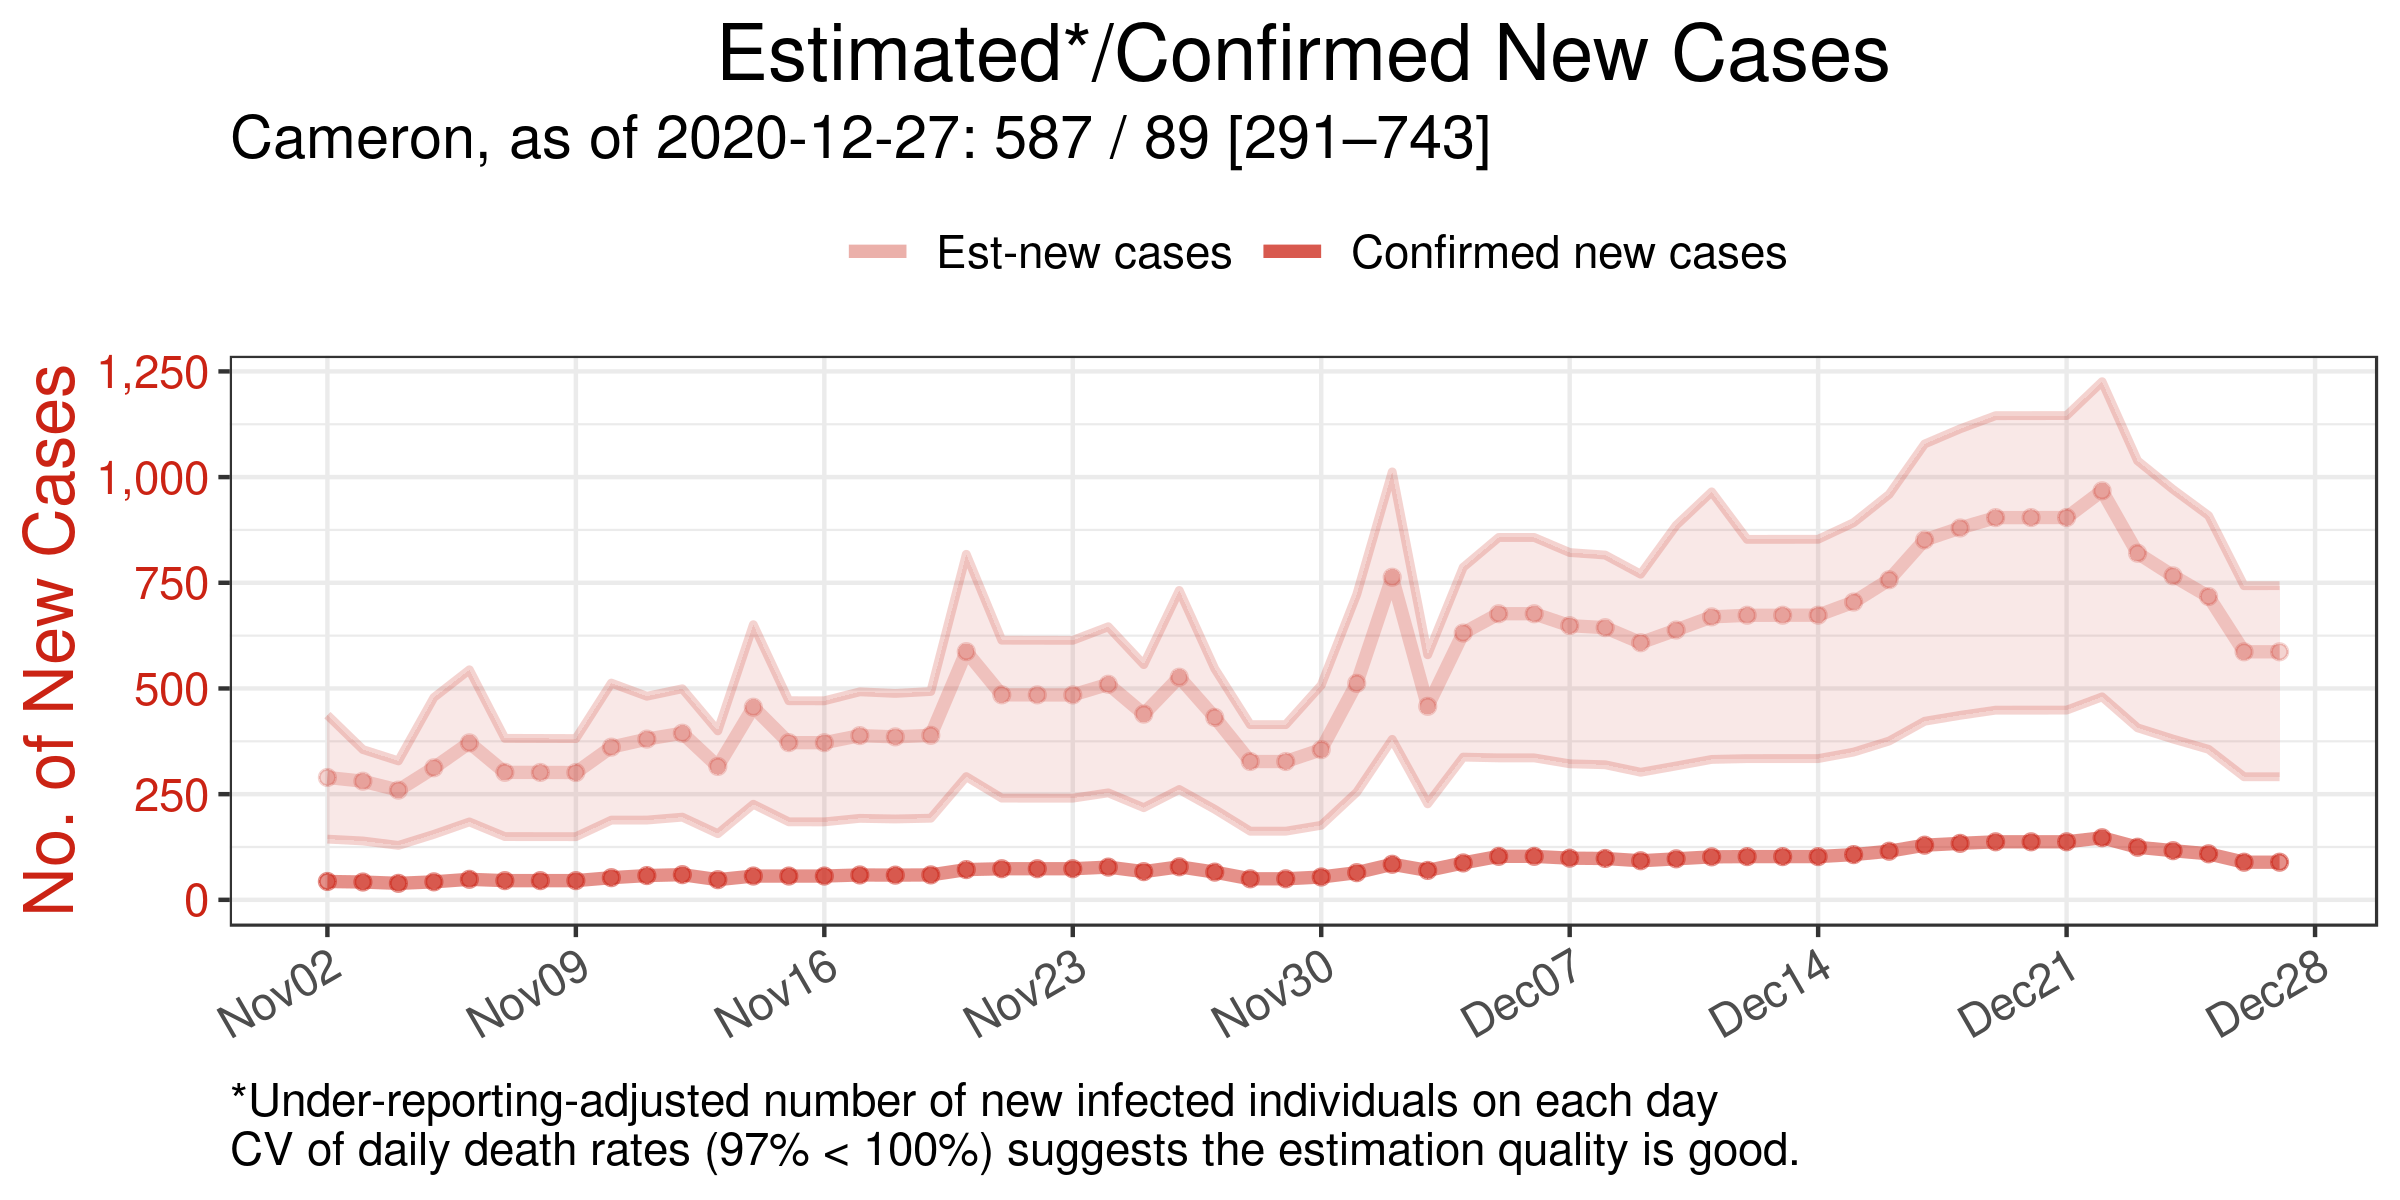 Estimated*/Confirmed New Cases
Cameron, as of 2020-12-27: 587 / 89 [291–743]
Est-new cases
Confirmed new cases
No. of New Cases
1,250
1,000
750
500
250
0
Nov02
Nov09
Nov16
Nov23
Nov30
Dec07
Dec14
Dec21
Dec28
*Under-reporting-adjusted number of new infected individuals on each day
CV of daily death rates (97% < 100%) suggests the estimation quality is good.